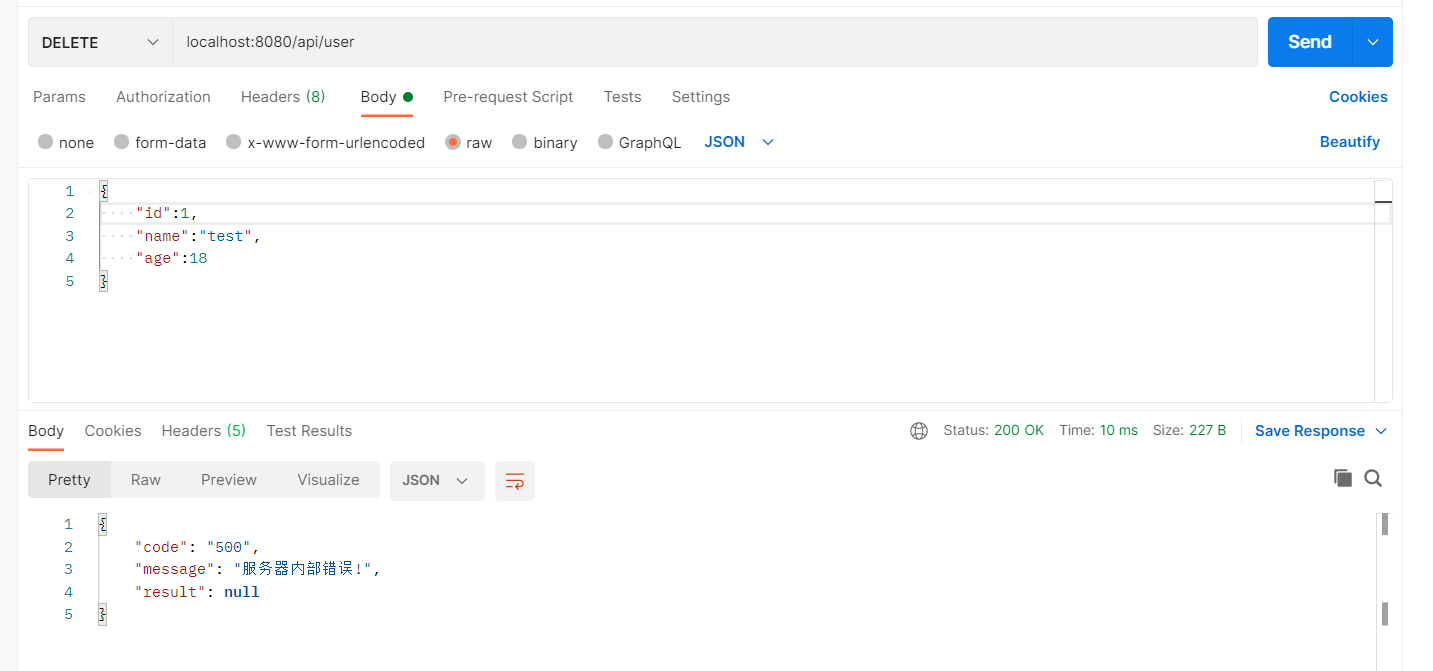 DELETE localhost:8080/api/user Send
Params Authorization Headers (8) Body Pre-request Script Tests Settings Cookies
none form-data x-www-form-urlencoded raw binary GraphQL JSON Beautify
1 {
2 ····"id":1,
3 ····"name":"test",
4 ····"age":18
5 }
Body Cookies Headers (5) Test Results Status: 200 OK Time: 10 ms Size: 227 B Save Response
Pretty Raw Preview Visualize JSON
1 {
2 "code": "500",
3 "message": "服务器内部错误!",
4 "result": null
5 }